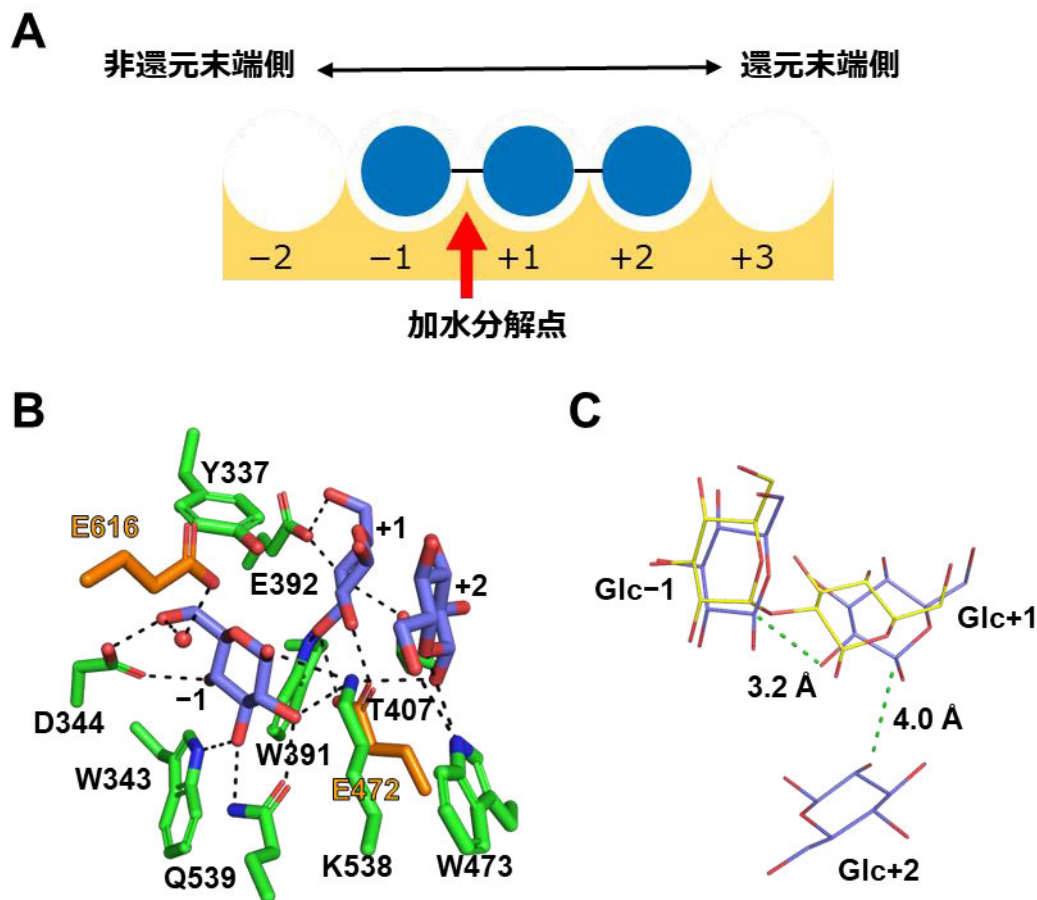 A
非還元末端側
還元末端側
−2
−1
+1
+2
+3
加水分解点
B
C
Y337
E616
+1
E392
+2
D344
−1
T407
W391
W343
E472
Q539
K538
W473
Glc−1
Glc+1
3.2 Å
4.0 Å
Glc+2